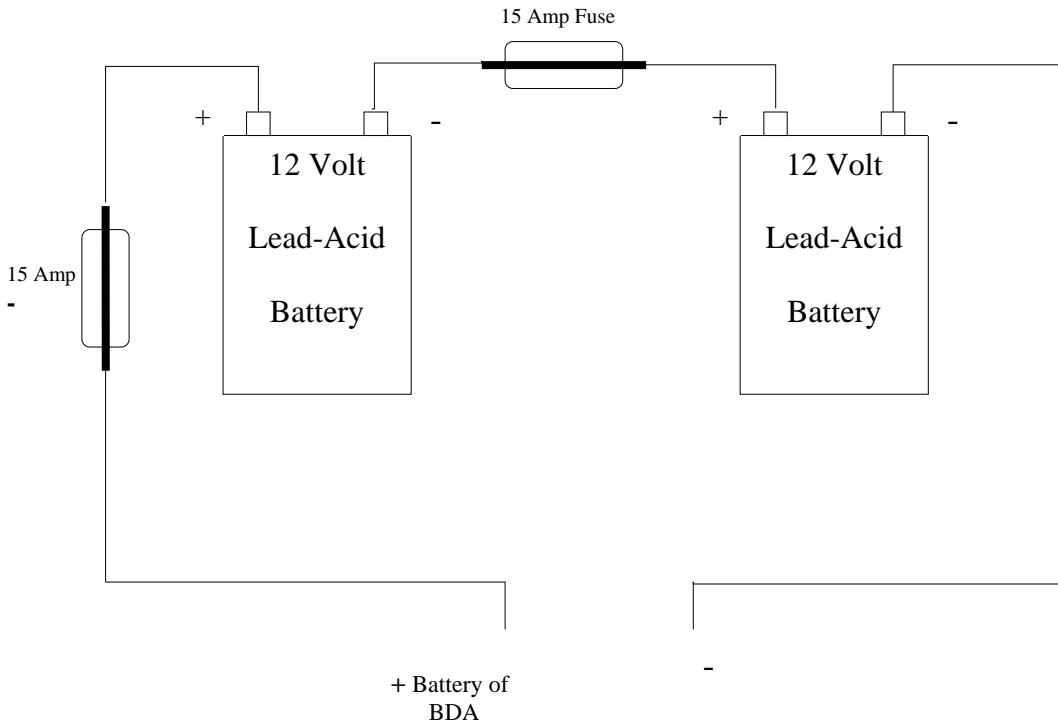 15 Amp Fuse
+
-
+
-
12 Volt
Lead-Acid
Battery
12 Volt
Lead-Acid
Battery
15 Amp
-
+ Battery of
BDA
-